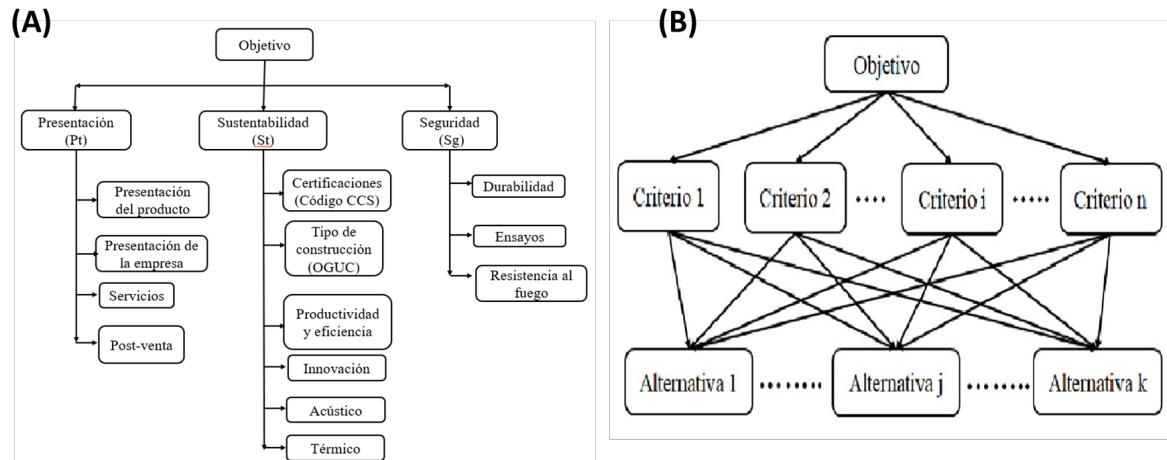 (A)
Objetivo
Presentación
(Pt)
Sustentabilidad
(St)
Seguridad
(Sg)
Presentación
del producto
Presentación de
la empresa
Servicios
Post-venta
Certificaciones
(Código CCS)
Tipo de
construcción
(OGUC)
Productividad
y eficiencia
Innovación
Acústico
Térmico
Durabilidad
Ensayos
Resistencia al
fuego
(B)
Objetivo
Criterio 1
Criterio 2
Criterio i
Criterio n
Alternativa 1
Alternativa j
Alternativa k